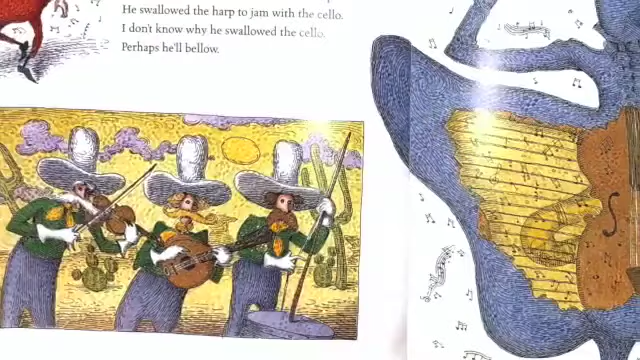 He swallowed the harp to jam with the cello.
I don't know why he swallowed the cello.
Perhaps he'll bellow.